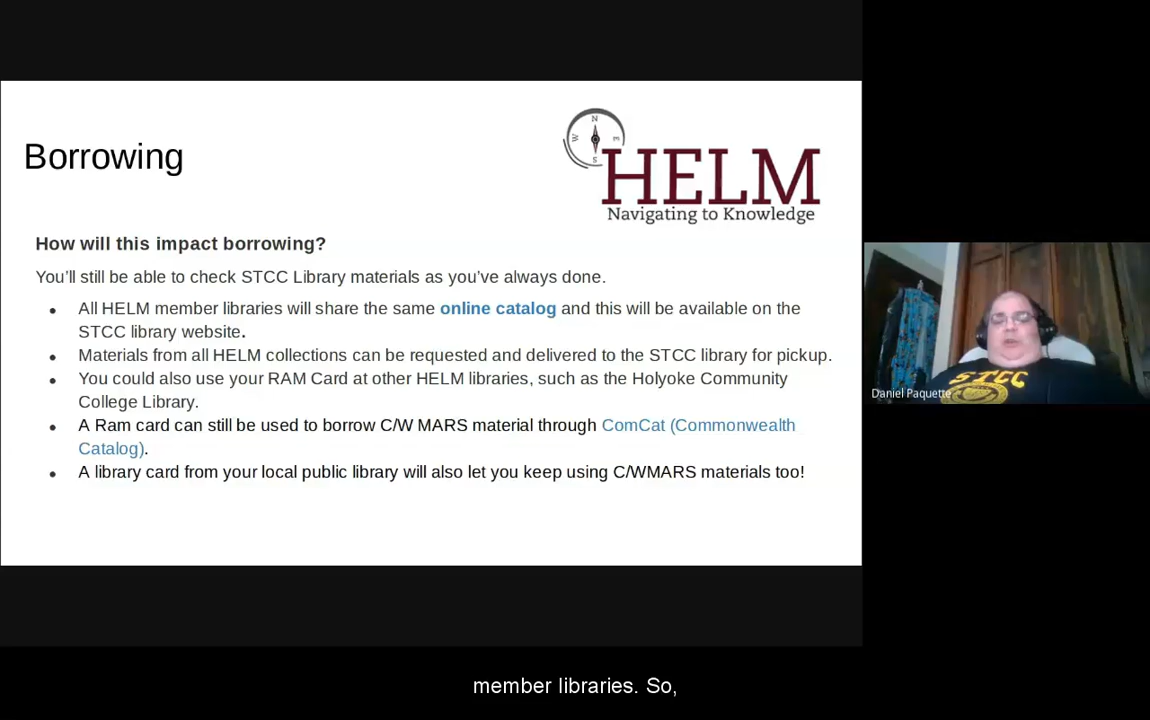 Borrowing
N
W
E
S
HELM
Navigating to Knowledge
How will this impact borrowing?
You'll still be able to check STCC Library materials as you've always done.
All HELM member libraries will share the same online catalog and this will be available on the
STCC library website.
Materials from all HELM collections can be requested and delivered to the STCC library for pickup.
You could also use your RAM Card at other HELM libraries, such as the Holyoke Community
College Library.
A Ram card can still be used to borrow C/W MARS material through ComCat (Commonwealth
Catalog).
A library card from your local public library will also let you keep using C/WMARS materials too!
STCC
Daniel Paquette
member libraries. So,